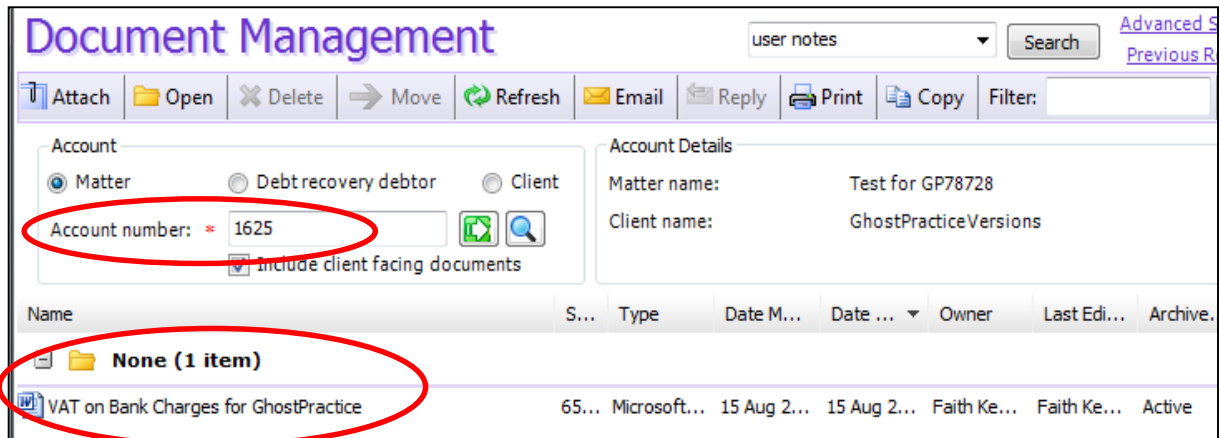 Document Management
user notes Search Advanced S
Previous R
Attach Open Delete Move Refresh Email Reply Print Copy Filter:
Account Account Details
Matter Debt recovery debtor Client Matter name: Test for GP78728
Account number: * 1625 Client name: GhostPracticeVersions
Include client facing documents
Name S... Type Date M... Date ... Owner Last Edi... Archive.
None (1 item)
VAT on Bank Charges for GhostPractice 65... Microsoft... 15 Aug 2... 15 Aug 2... Faith Ke... Faith Ke... Active